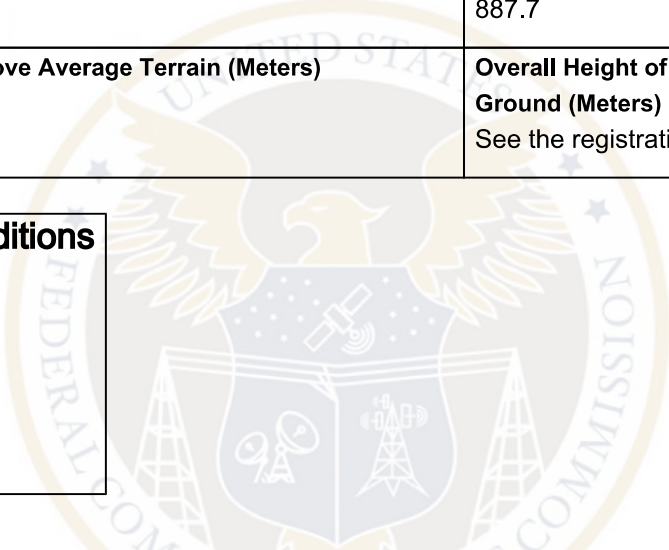 887.7
ove Average Terrain (Meters)
Overall Height of
Ground (Meters)
See the registrati
ditions
UNITED STATES
FEDERAL COMMISSION
CO